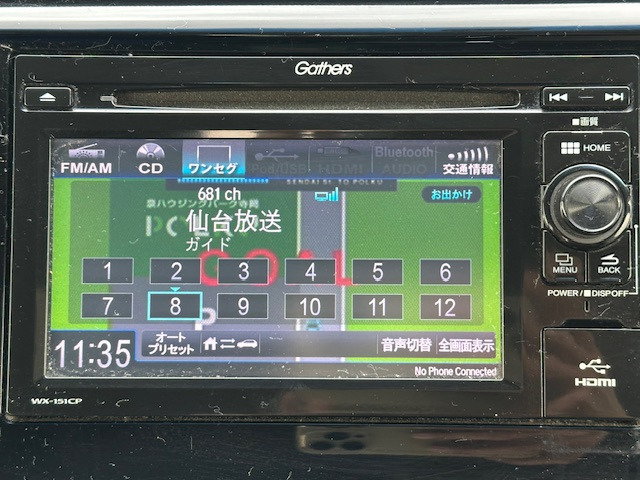 Gathers
画質
FM/AM CD ワンセグ iPod/USB Bluetooth AUDIO 交通情報
HOME
681 ch お出かけ
仙台放送
ガイド
GOAL
1 2 3 4 5 6
7 8 9 10 11 12
P
MENU BACK
POWER/DISP OFF
11:35 オートプリセット 音声切替 全画面表示
No Phone Connected
HDMI
WX-151CP